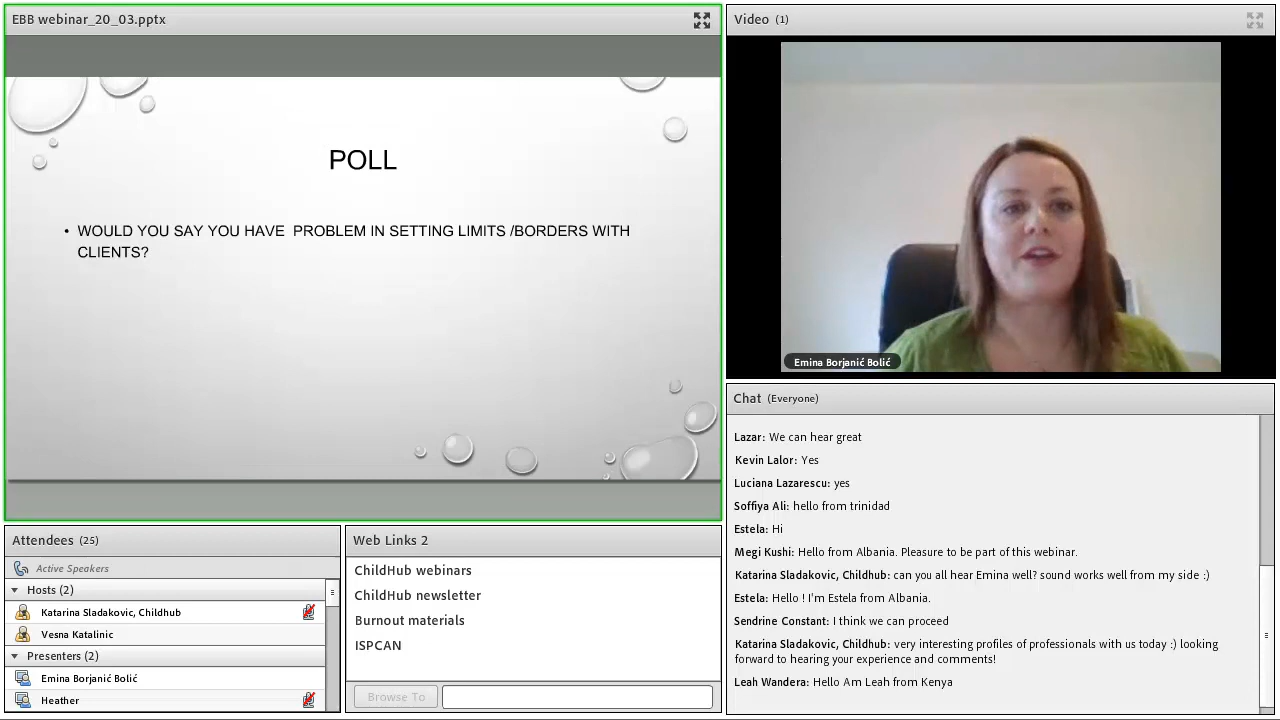 EBB webinar_20_03.pptx
POLL
• WOULD YOU SAY YOU HAVE  PROBLEM IN SETTING LIMITS /BORDERS WITH
CLIENTS?
Video (1)
Emina Borjanić Bolić
Chat (Everyone)
Lazar: We can hear great
Kevin Lalor: Yes
Luciana Lazarescu: yes
Soffiya Ali: hello from trinidad
Estela: Hi
Megi Kushi: Hello from Albania. Pleasure to be part of this webinar.
Katarina Sladakovic, Childhub: can you all hear Emina well? sound works well from my side :)
Estela: Hello ! I'm Estela from Albania.
Sendrine Constant: I think we can proceed
Katarina Sladakovic, Childhub: very interesting profiles of professionals with us today :) looking
forward to hearing your experience and comments!
Leah Wandera: Hello Am Leah from Kenya
Attendees (25)
Active Speakers
Hosts (2)
Katarina Sladakovic, Childhub
Vesna Katalinic
Presenters (2)
Emina Borjanić Bolić
Heather
Web Links 2
ChildHub webinars
ChildHub newsletter
Burnout materials
ISPCAN
Browse To